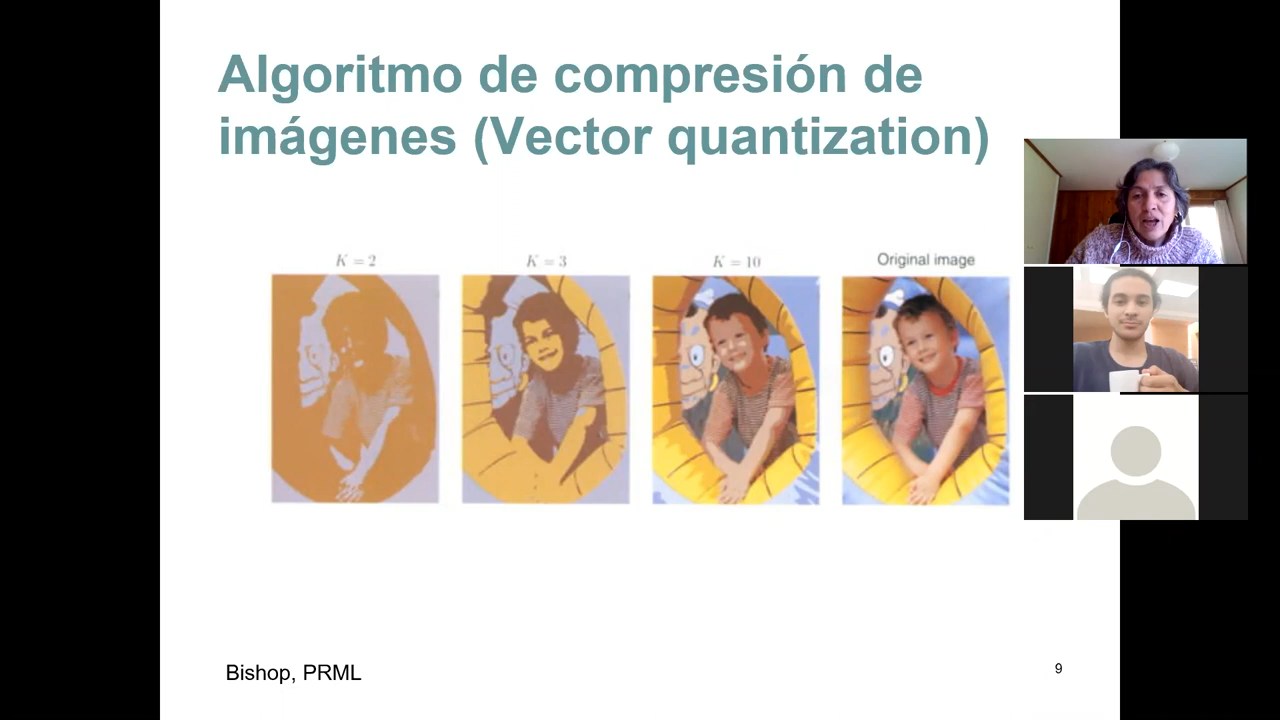 Algoritmo de compresión de
imágenes (Vector quantization)
K = 2
K = 3
K = 10
Original image
Bishop, PRML
9